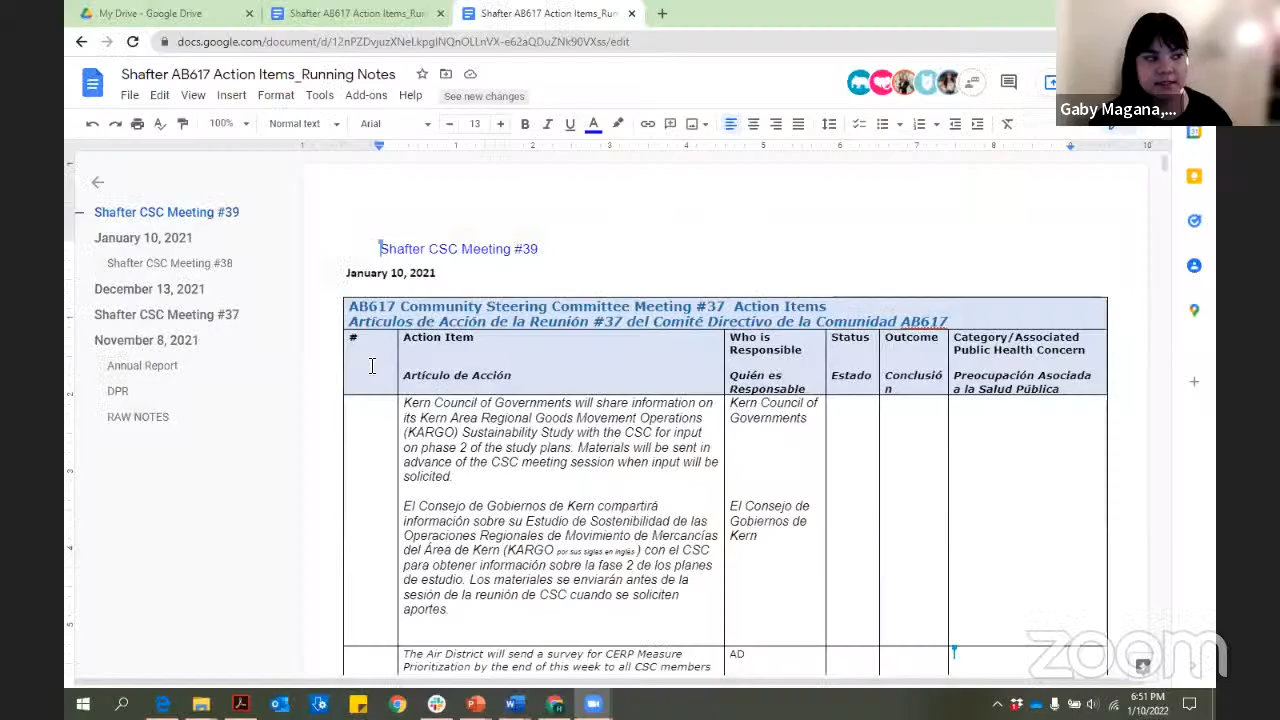 My Drive - Google Drive
Shafter AB617 Action Items_Run
Shafter AB617 Action Items_Run
docs.google.com/document/d/12nPZDvjuzXNeLkpglNQnOLLnVX-e62aQDuZNk90VXss/edit
Shafter AB617 Action Items_Running Notes
File Edit View Insert Format Tools Add-ons Help See new changes
100% Normal text Arial 13
Gaby Magana,...
Shafter CSC Meeting #39
January 10, 2021
Shafter CSC Meeting #38
December 13, 2021
Shafter CSC Meeting #37
November 8, 2021
Annual Report
DPR
RAW NOTES
Shafter CSC Meeting #39
January 10, 2021
AB617 Community Steering Committee Meeting #37 Action Items
Artículos de Acción de la Reunión #37 del Comité Directivo de la Comunidad AB617
#
Action Item
Artículo de Acción
Who is
Responsible
Quién es
Responsable
Status
Estado
Outcome
Conclusió
n
Category/Associated
Public Health Concern
Preocupación Asociada
a la Salud Pública
Kern Council of Governments will share information on
its Kern Area Regional Goods Movement Operations
(KARGO) Sustainability Study with the CSC for input
on phase 2 of the study plans. Materials will be sent in
advance of the CSC meeting session when input will be
solicited.
Kern Council of
Governments
El Consejo de Gobiernos de Kern compartirá
información sobre su Estudio de Sostenibilidad de las
Operaciones Regionales de Movimiento de Mercancías
del Área de Kern (KARGO por sus siglas en inglés ) con el CSC
para obtener información sobre la fase 2 de los planes
de estudio. Los materiales se enviarán antes de la
sesión de la reunión de CSC cuando se soliciten
aportes.
El Consejo de
Gobiernos de
Kern
The Air District will send a survey for CERP Measure
Prioritization by the end of this week to all CSC members
AD
zoom
6:51 PM
1/10/2022